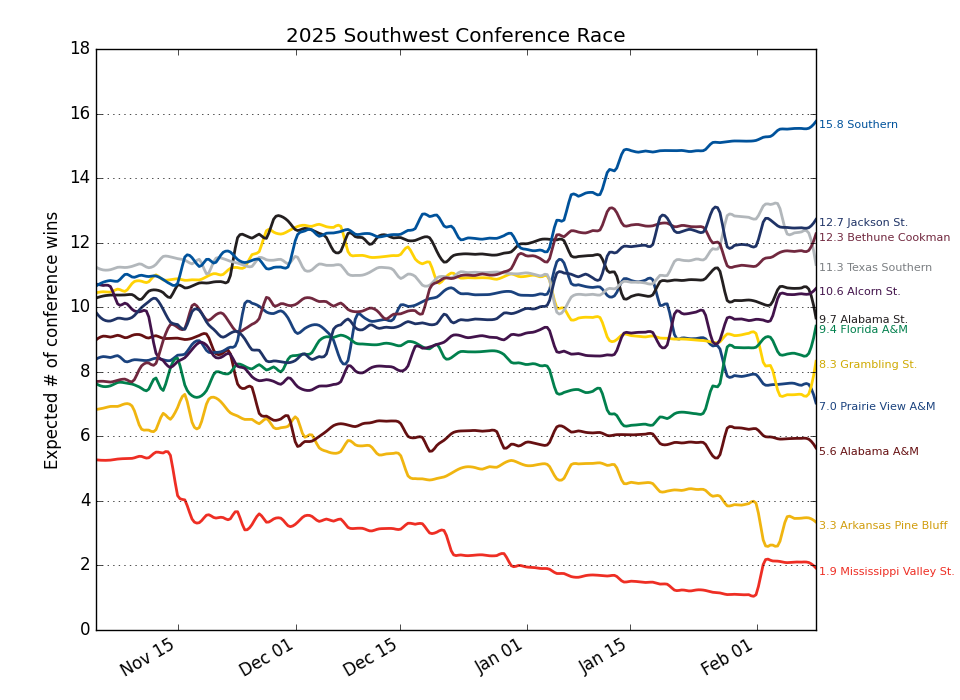 2025 Southwest Conference Race
Expected # of conference wins
18
16
14
12
10
8
6
4
2
0
15.8 Southern
12.7 Jackson St.
12.3 Bethune Cookman
11.3 Texas Southern
10.6 Alcorn St.
9.7 Alabama St.
9.4 Florida A&M
8.3 Grambling St.
7.0 Prairie View A&M
5.6 Alabama A&M
3.3 Arkansas Pine Bluff
1.9 Mississippi Valley St.
Nov 15
Dec 01
Dec 15
Jan 01
Jan 15
Feb 01